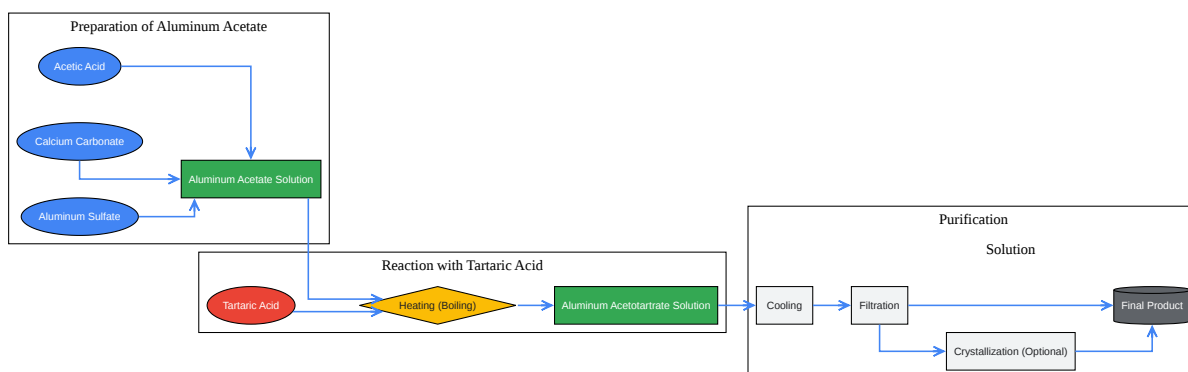 Preparation of Aluminum Acetate
Acetic Acid
Calcium Carbonate
Aluminum Acetate Solution
Aluminum Sulfate
Reaction with Tartaric Acid
Tartaric Acid
Heating (Boiling)
Aluminum Acetotartrate Solution
Purification
Solution
Cooling
Filtration
Final Product
Crystallization (Optional)